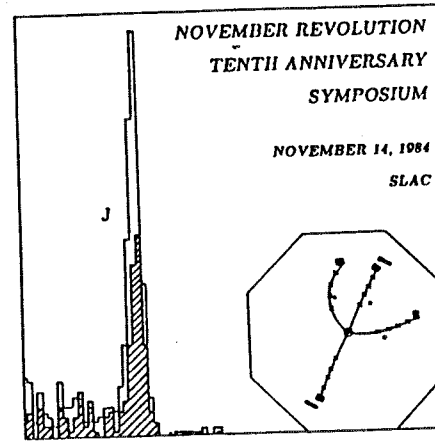 NOVEMBER REVOLUTION
TENTH ANNIVERSARY
SYMPOSIUM
NOVEMBER 14, 1984
SLAC
J